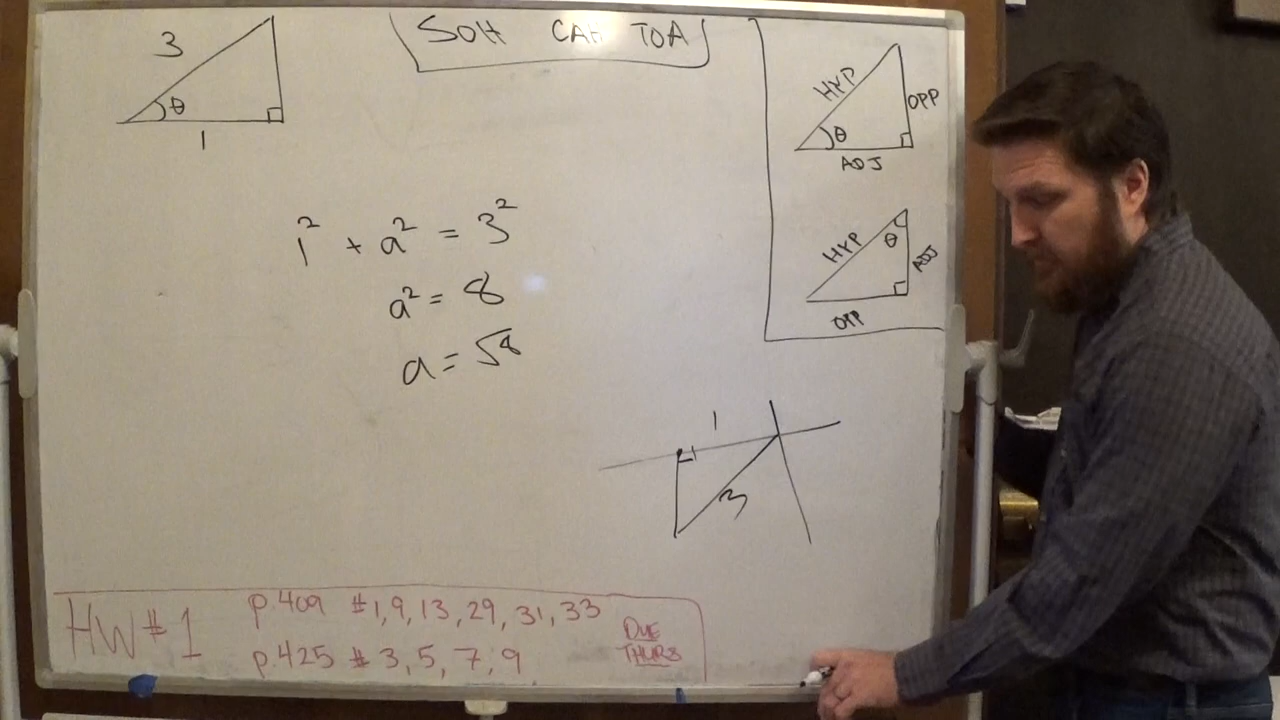 SOH CAH TOA
3
θ
1
1² + a² = 3²
a² = 8
a = √8
HYP
OPP
θ
ADJ
HYP
θ
ADJ
OPP
1
3
HW # 1
p.409 # 1, 9, 13, 29, 31, 33
p.425 # 3, 5, 7, 9
DUE
THURS